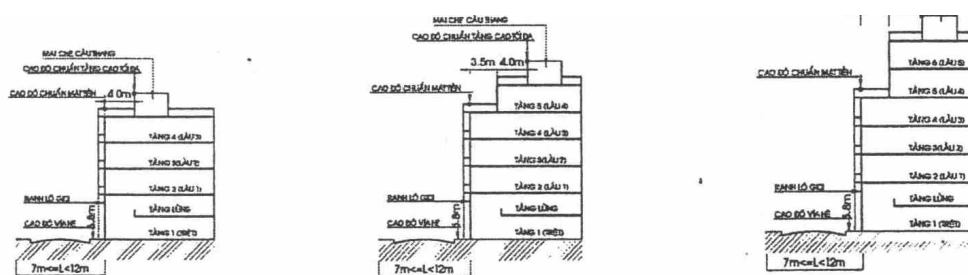 MAI CHE CẦU THANG
CAO ĐỘ CHUẨN TẦNG CAO TỐI ĐA
4.0m
CAO ĐỘ CHUẨN MẶT TIỀN
TẦNG 4 (LẦU 3)
TẦNG 3 (LẦU 2)
TẦNG 2 (LẦU 1)
RANH LỘ GIỚI
TẦNG LỬNG
5.8m
CAO ĐỘ VỈA HÈ
TẦNG 1 (TRỆT)
7m<=L<12m
MAI CHE CẦU THANG
CAO ĐỘ CHUẨN TẦNG CAO TỐI ĐA
3.5m 4.0m
CAO ĐỘ CHUẨN MẶT TIỀN
TẦNG 5 (LẦU 4)
TẦNG 4 (LẦU 3)
TẦNG 3 (LẦU 2)
TẦNG 2 (LẦU 1)
RANH LỘ GIỚI
TẦNG LỬNG
5.8m
CAO ĐỘ VỈA HÈ
TẦNG 1 (TRỆT)
7m<=L<12m
TẦNG 6 (LẦU 5)
CAO ĐỘ CHUẨN MẶT TIỀN
TẦNG 5 (LẦU 4)
TẦNG 4 (LẦU 3)
TẦNG 3 (LẦU 2)
TẦNG 2 (LẦU 1)
RANH LỘ GIỚI
TẦNG LỬNG
5.8m
CAO ĐỘ VỈA HÈ
TẦNG 1 (TRỆT)
7m<=L<12m